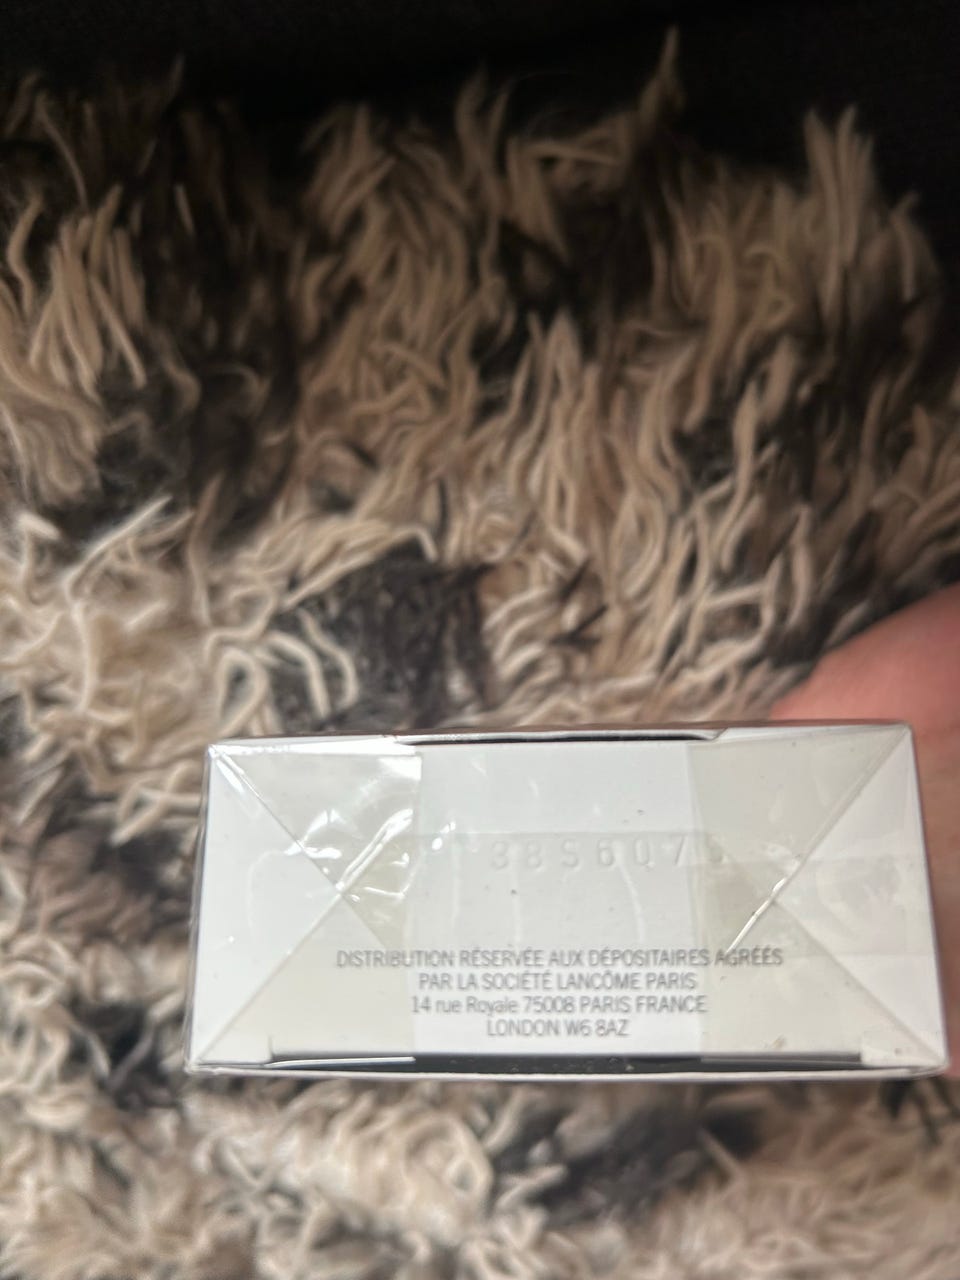 DISTRIBUTION RÉSERVÉE AUX DÉPOSITAIRES AGRÉÉS
PAR LA SOCIÉTÉ LANCÔME PARIS
14 rue Royale 75008 PARIS FRANCE
LONDON W6 8AZ